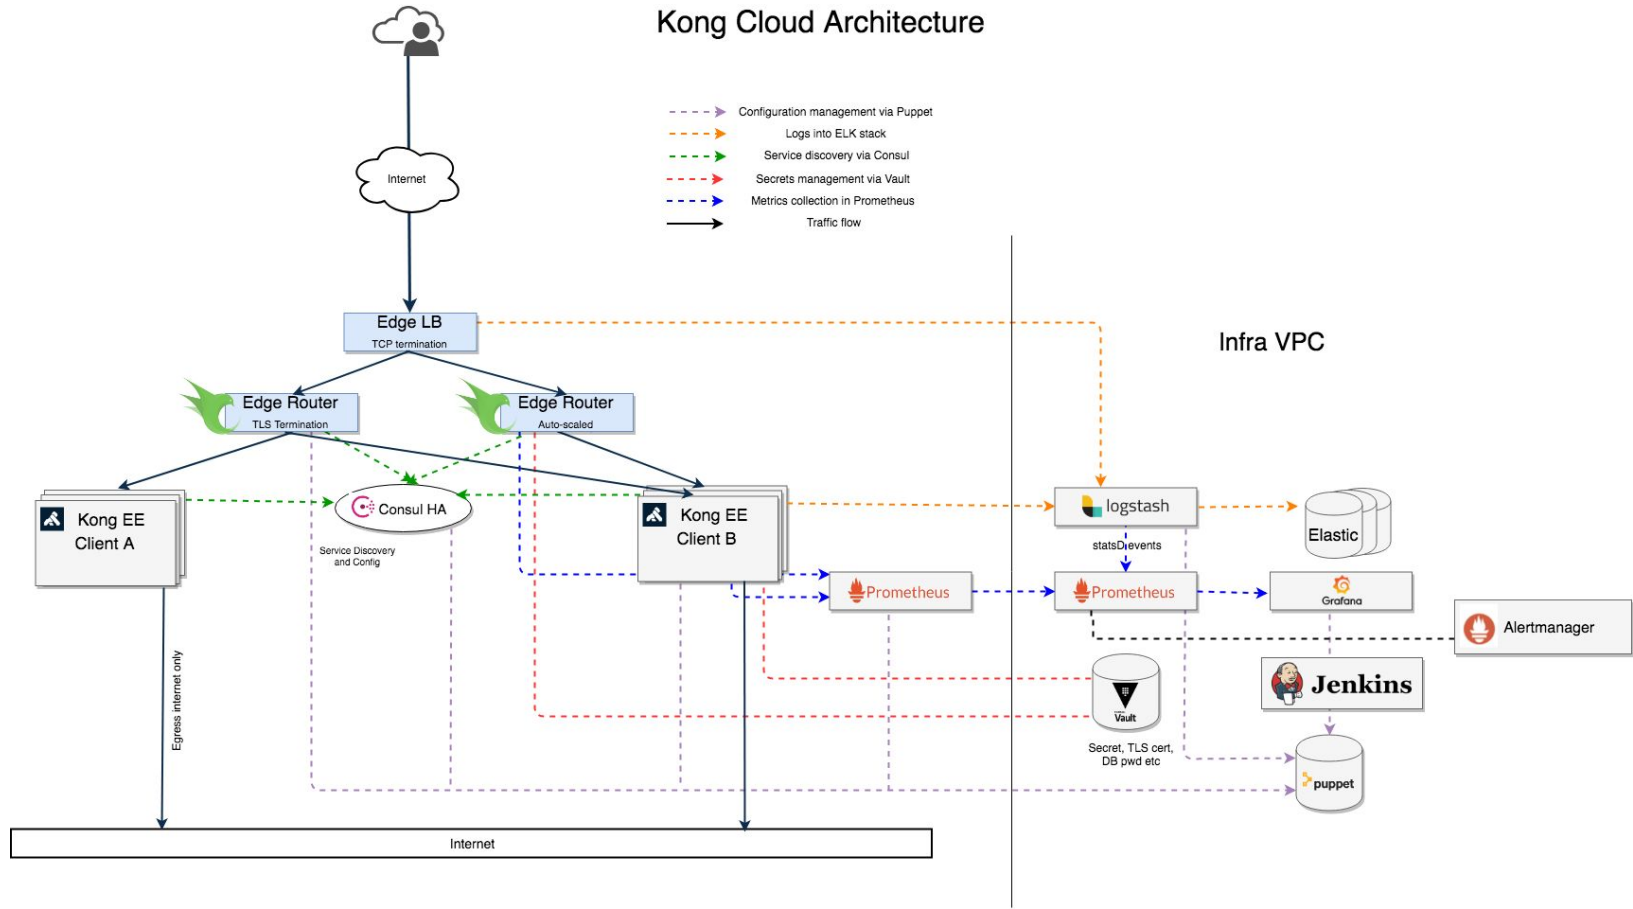 Kong Cloud Architecture
Configuration management via Puppet
Logs into ELK stack
Service discovery via Consul
Secrets management via Vault
Metrics collection in Prometheus
Traffic flow
Internet
Edge LB
TCP termination
Infra VPC
Edge Router
TLS Termination
Edge Router
Auto-scaled
Kong EE
Client A
Consul HA
Service Discovery
and Config
Kong EE
Client B
logstash
Elastic
statsD events
Prometheus
Prometheus
Grafana
Alertmanager
Jenkins
Vault
Secret, TLS cert,
DB pwd etc
puppet
Egress internet only
Internet